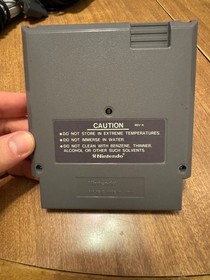 CAUTION
• DO NOT STORE IN EXTREME TEMPERATURES.
• DO NOT IMMERSE IN WATER.
• DO NOT CLEAN WITH BENZENE, THINNER,
ALCOHOL OR OTHER SUCH SOLVENTS.
Nintendo®